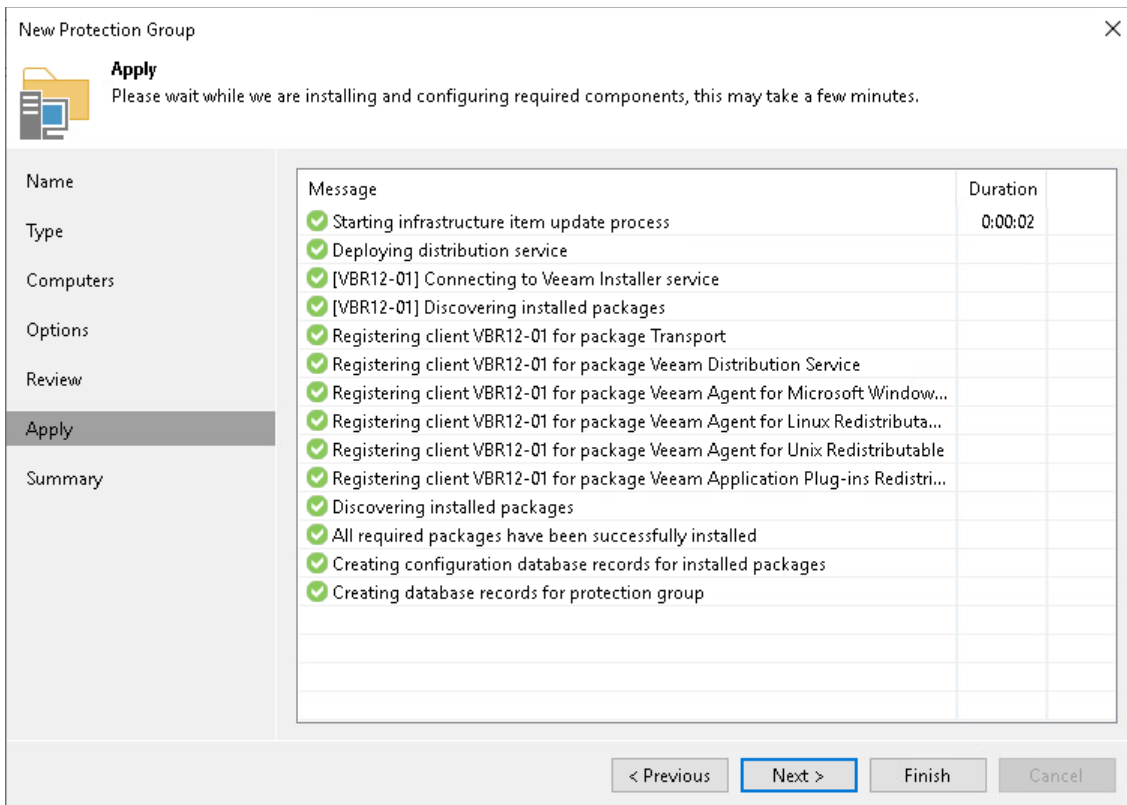 New Protection Group
Apply
Please wait while we are installing and configuring required components, this may take a few minutes.
Name
Type
Computers
Options
Review
Apply
Summary
Message Duration
Starting infrastructure item update process 0:00:02
Deploying distribution service
[VBR12-01] Connecting to Veeam Installer service
[VBR12-01] Discovering installed packages
Registering client VBR12-01 for package Transport
Registering client VBR12-01 for package Veeam Distribution Service
Registering client VBR12-01 for package Veeam Agent for Microsoft Window...
Registering client VBR12-01 for package Veeam Agent for Linux Redistributa...
Registering client VBR12-01 for package Veeam Agent for Unix Redistributable
Registering client VBR12-01 for package Veeam Application Plug-ins Redistri...
Discovering installed packages
All required packages have been successfully installed
Creating configuration database records for installed packages
Creating database records for protection group
< Previous Next > Finish Cancel